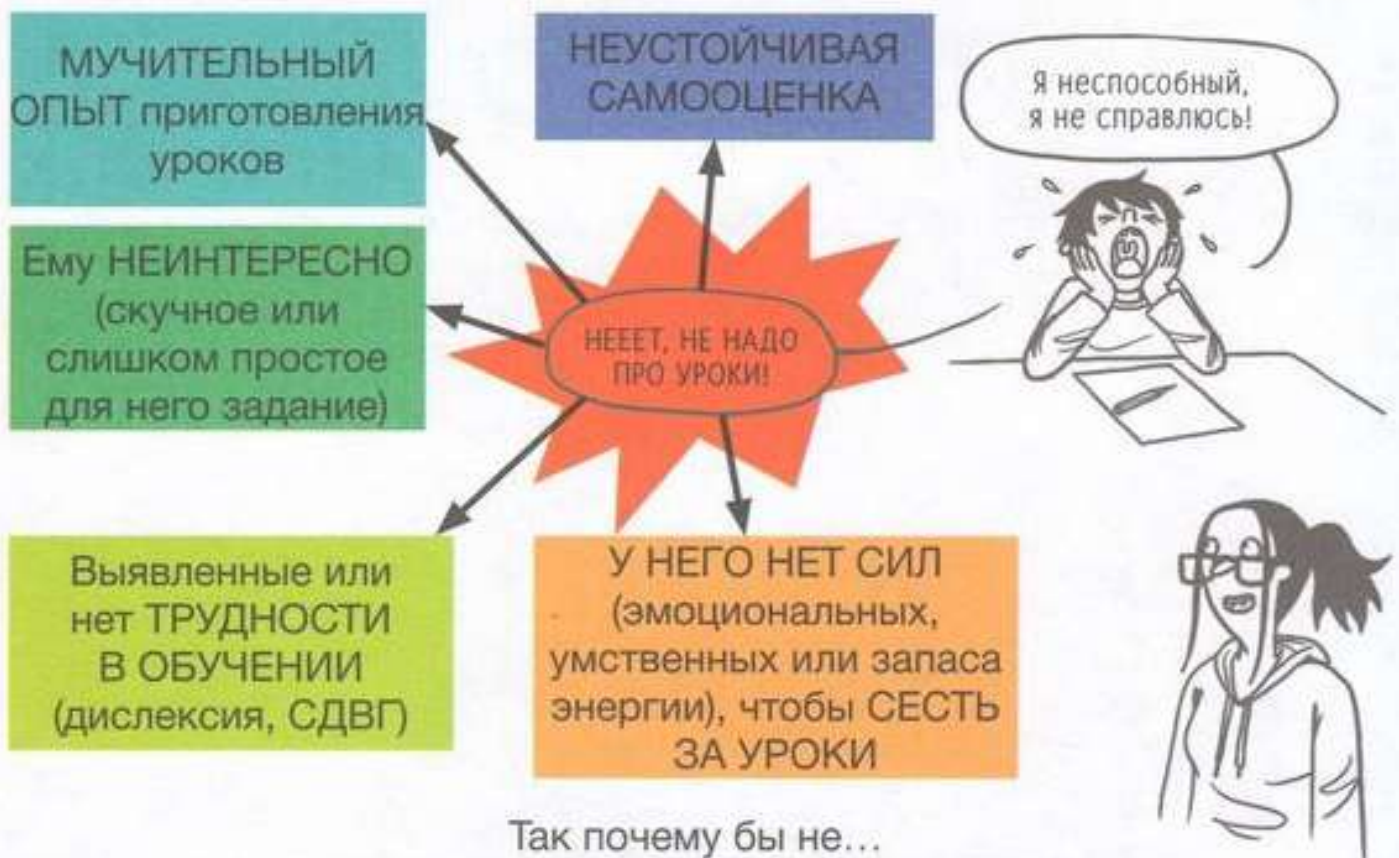 МУЧИТЕЛЬНЫЙ
ОПЫТ приготовления
уроков
НЕУСТОЙЧИВАЯ
САМООЦЕНКА
Я неспособный,
я не справлюсь!
Ему НЕИНТЕРЕСНО
(скучное или
слишком простое
для него задание)
НЕЕЕТ, НЕ НАДО
ПРО УРОКИ!
Выявленные или
нет ТРУДНОСТИ
В ОБУЧЕНИИ
(дислексия, СДВГ)
У НЕГО НЕТ СИЛ
(эмоциональных,
умственных или запаса
энергии), чтобы СЕСТЬ
ЗА УРОКИ
Так почему бы не...